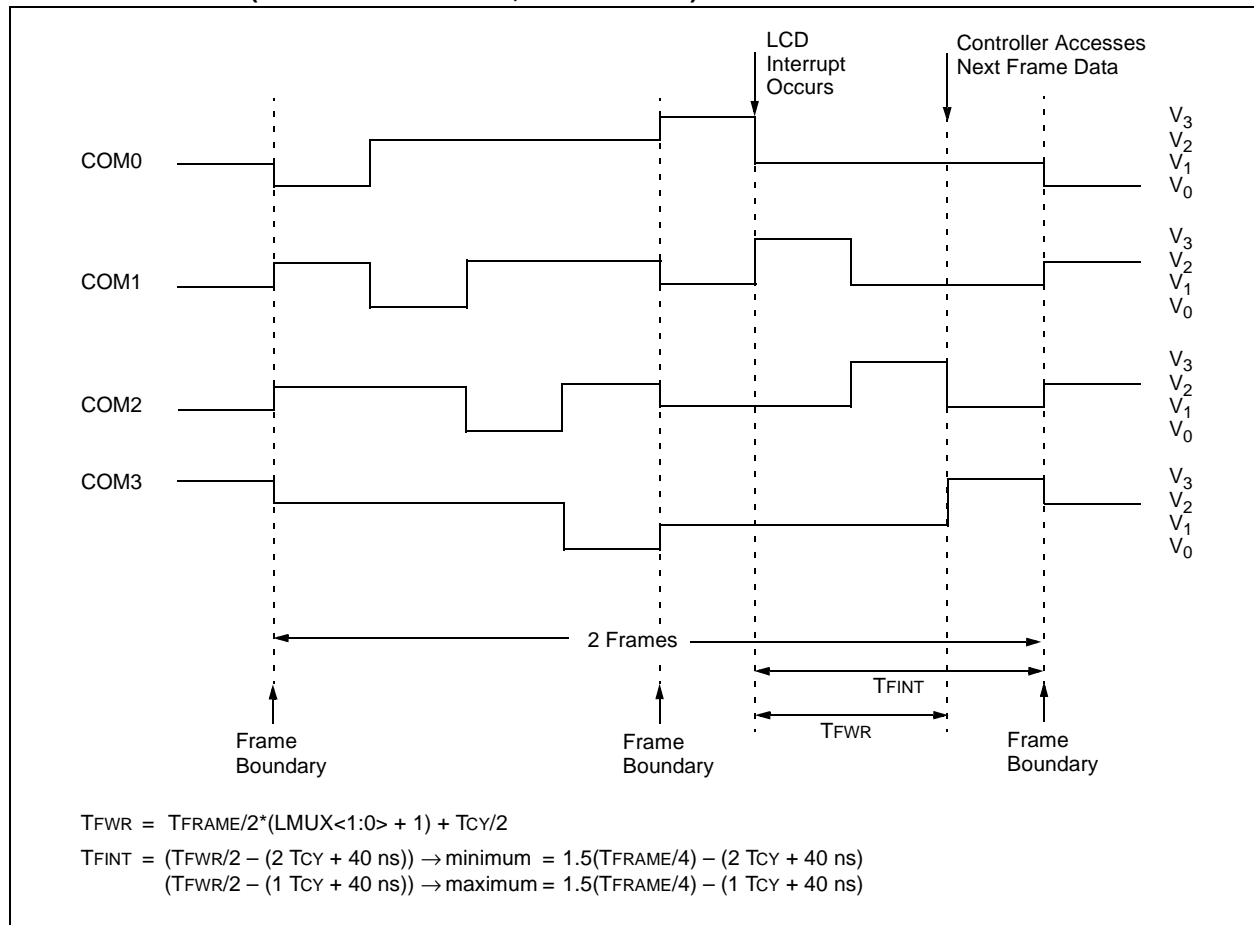 LCD
Interrupt
Occurs
Controller Accesses
Next Frame Data
COM0
V3
V2
V1
V0
COM1
V3
V2
V1
V0
COM2
V3
V2
V1
V0
COM3
V3
V2
V1
V0
2 Frames
TFINT
TFWR
Frame
Boundary
Frame
Boundary
Frame
Boundary
TFWR = TFRAME/2*(LMUX<1:0> + 1) + TCY/2
TFINT = (TFWR/2 – (2 TCY + 40 ns)) → minimum = 1.5(TFRAME/4) – (2 TCY + 40 ns)
(TFWR/2 – (1 TCY + 40 ns)) → maximum = 1.5(TFRAME/4) – (1 TCY + 40 ns)